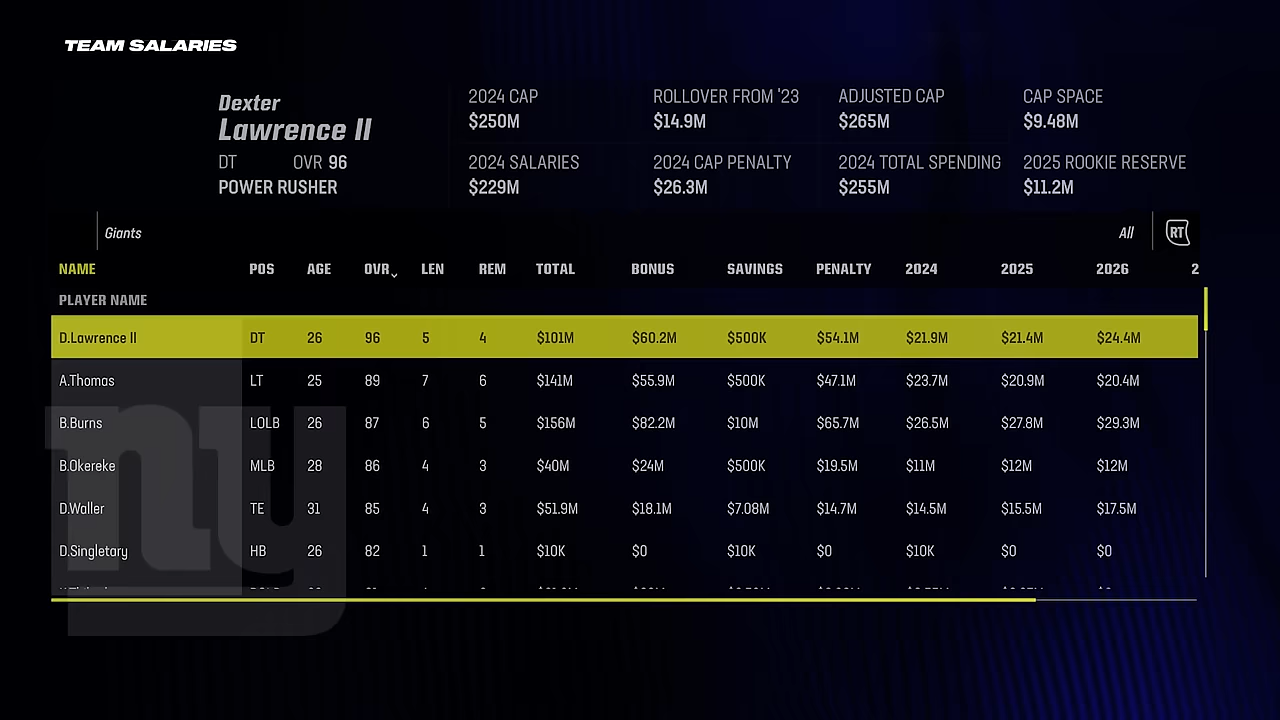 TEAM SALARIES
Dexter
Lawrence II
DT OVR 96
POWER RUSHER
2024 CAP ROLLOVER FROM '23 ADJUSTED CAP CAP SPACE
$250M $14.9M $265M $9.48M
2024 SALARIES 2024 CAP PENALTY 2024 TOTAL SPENDING 2025 ROOKIE RESERVE
$229M $26.3M $255M $11.2M
Giants All RT
NAME POS AGE OVR LEN REM TOTAL BONUS SAVINGS PENALTY 2024 2025 2026 2
PLAYER NAME
D.Lawrence II DT 26 96 5 4 $101M $60.2M $500K $54.1M $21.9M $21.4M $24.4M
A.Thomas LT 25 89 7 6 $141M $55.9M $500K $47.1M $23.7M $20.9M $20.4M
B.Burns LOLB 26 87 6 5 $156M $82.2M $10M $65.7M $26.5M $27.8M $29.3M
B.Okereke MLB 28 86 4 3 $40M $24M $500K $19.5M $11M $12M $12M
D.Waller TE 31 85 4 3 $51.9M $18.1M $7.08M $14.7M $14.5M $15.5M $17.5M
D.Singletary HB 26 82 1 1 $10K $0 $10K $0 $10K $0 $0
ny